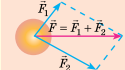 F⃗₁
F⃗ = F⃗₁ + F⃗₂
F⃗₂